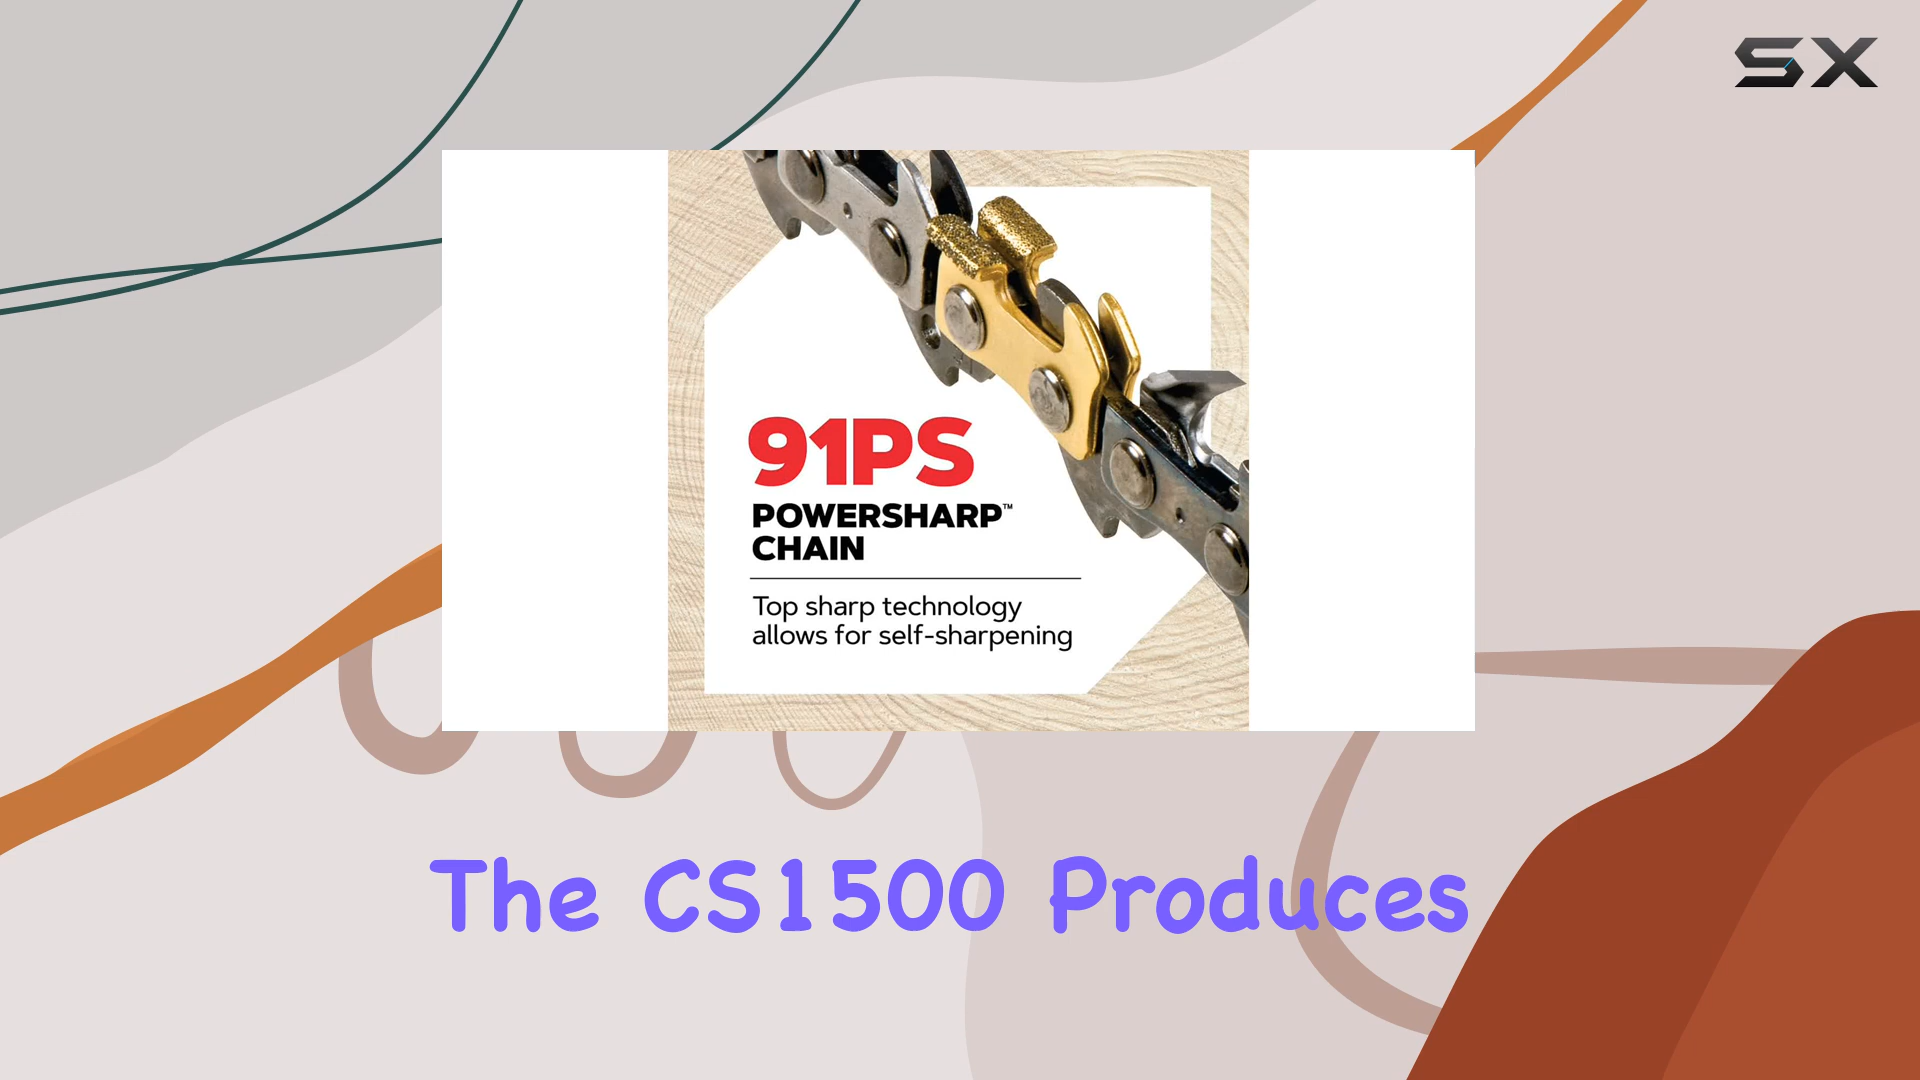 SX
91PS
POWERSHARP™
CHAIN
Top sharp technology
allows for self-sharpening
The CS1500 Produces